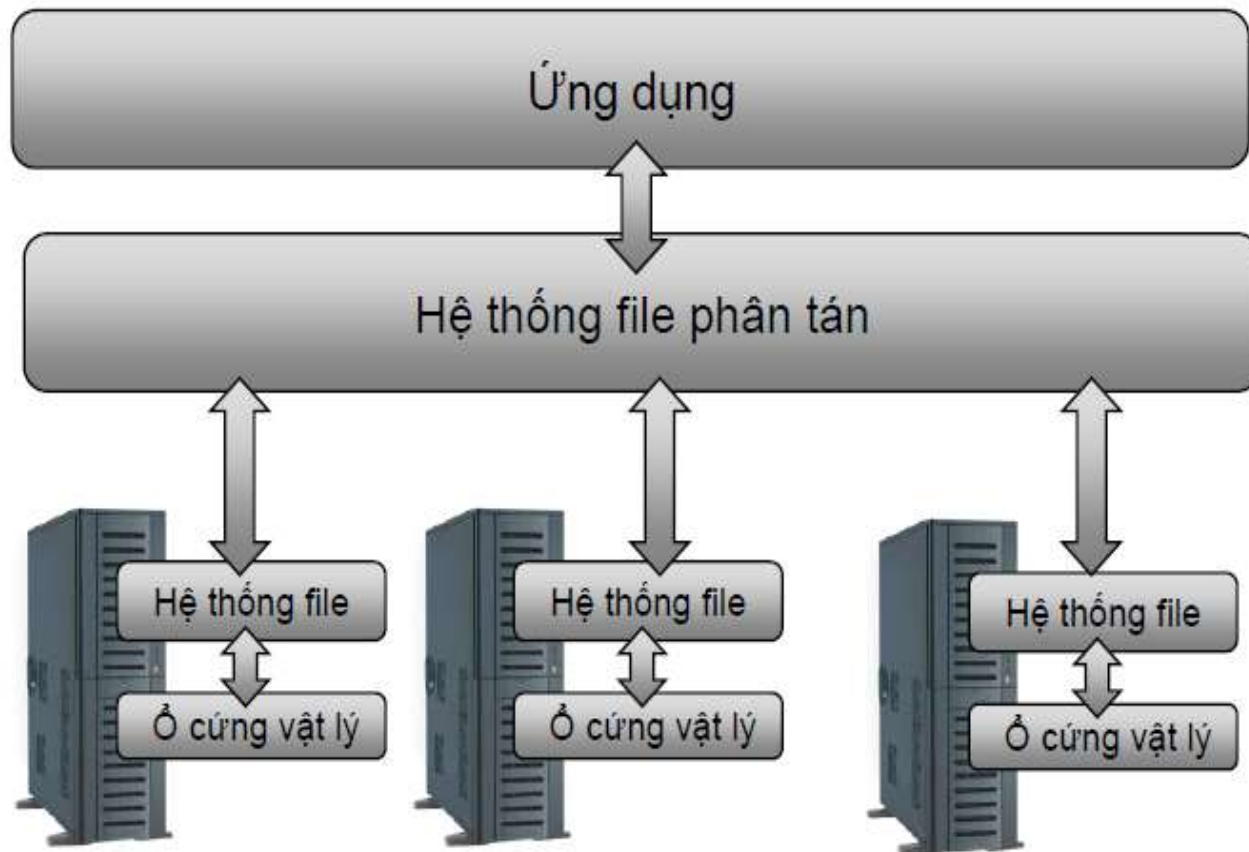 Ứng dụng
Hệ thống file phân tán
Hệ thống file
Hệ thống file
Hệ thống file
Ổ cứng vật lý
Ổ cứng vật lý
Ổ cứng vật lý